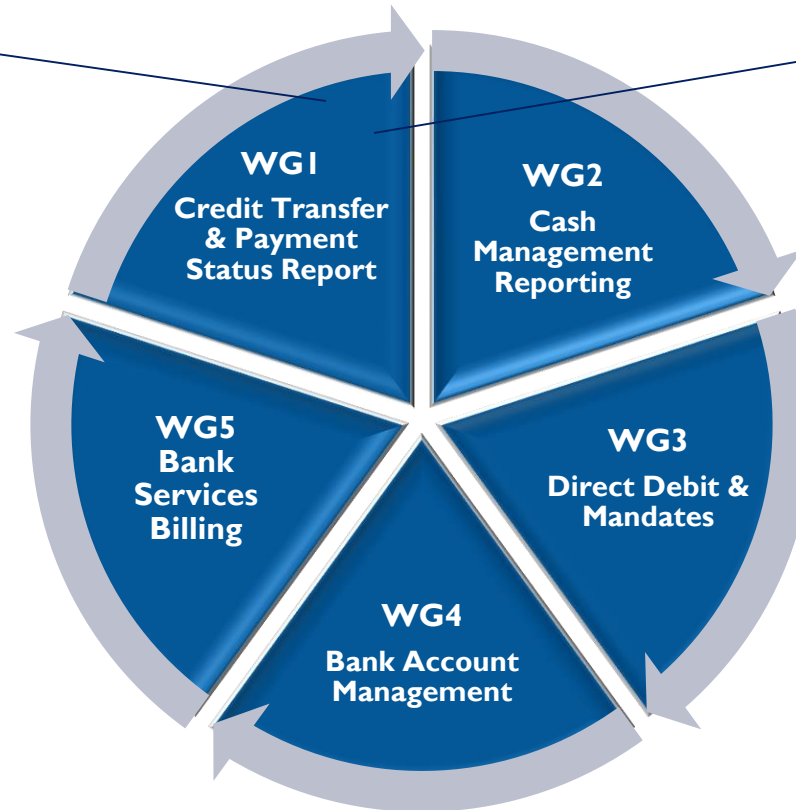 WG1
Credit Transfer
& Payment
Status Report
WG2
Cash
Management
Reporting
WG3
Direct Debit &
Mandates
WG4
Bank Account
Management
WG5
Bank
Services
Billing